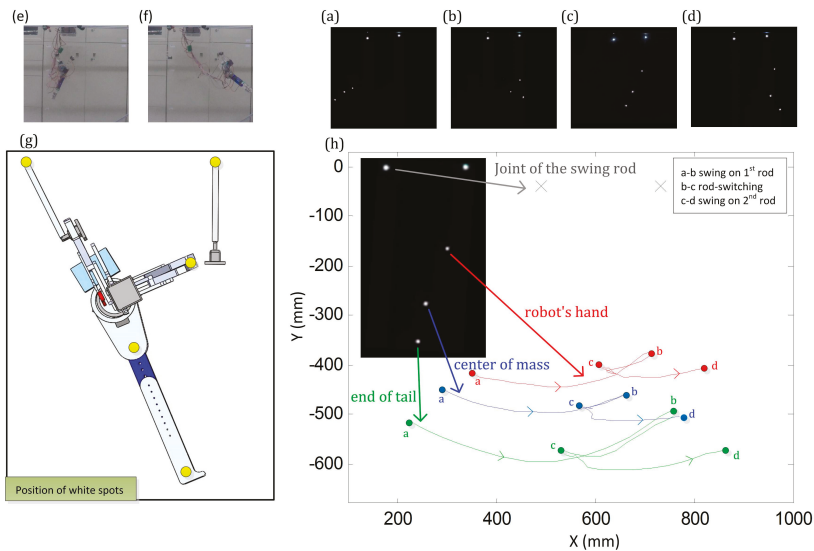 (e)
(f)
(a)
(b)
(c)
(d)
(g)
Position of white spots
(h)
Joint of the swing rod
a-b swing on 1st rod
b-c rod-switching
c-d swing on 2nd rod
robot's hand
center of mass
end of tail
a
b
c
d
a
b
c
d
a
b
c
d
0
-100
-200
-300
-400
-500
-600
Y (mm)
200
400
600
800
1000
X (mm)